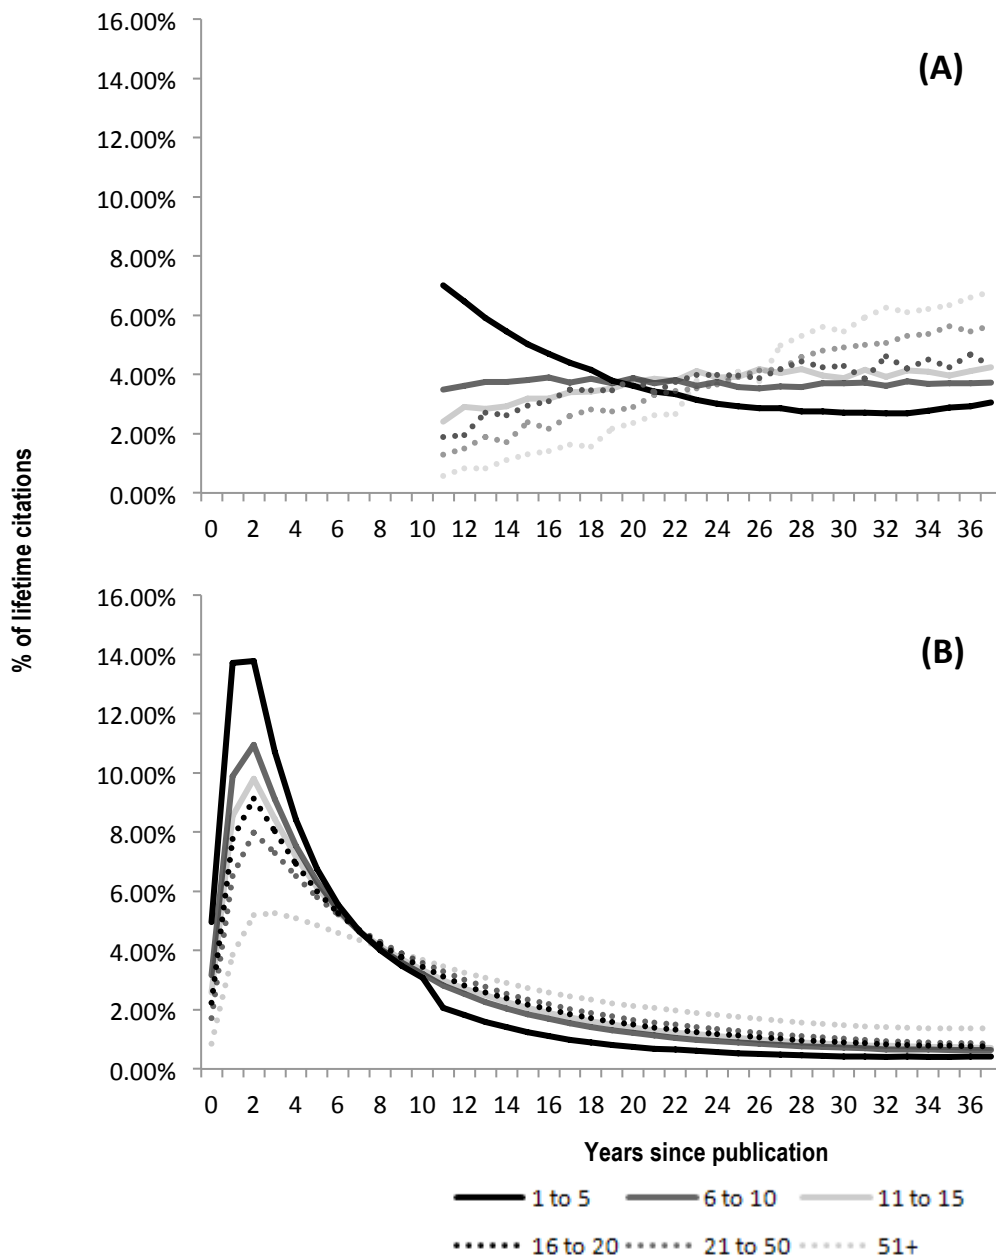 16.00%
(A)
14.00%
12.00%
10.00%
8.00%
6.00%
4.00%
2.00%
0.00%
0 2 4 6 8 10 12 14 16 18 20 22 24 26 28 30 32 34 36
% of lifetime citations
16.00%
(B)
14.00%
12.00%
10.00%
8.00%
6.00%
4.00%
2.00%
0.00%
0 2 4 6 8 10 12 14 16 18 20 22 24 26 28 30 32 34 36
Years since publication
1 to 5 6 to 10 11 to 15
16 to 20 21 to 50 51+